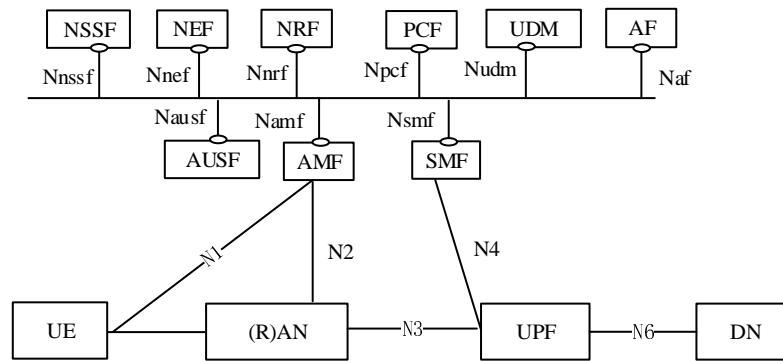 NSSF NEF NRF PCF UDM AF
Nnssf Nnef Nnrf Npcf Nudm Naf
Nausf Namf Nsmf
AUSF AMF SMF
N1 N2 N4
UE (R)AN N3 UPF N6 DN